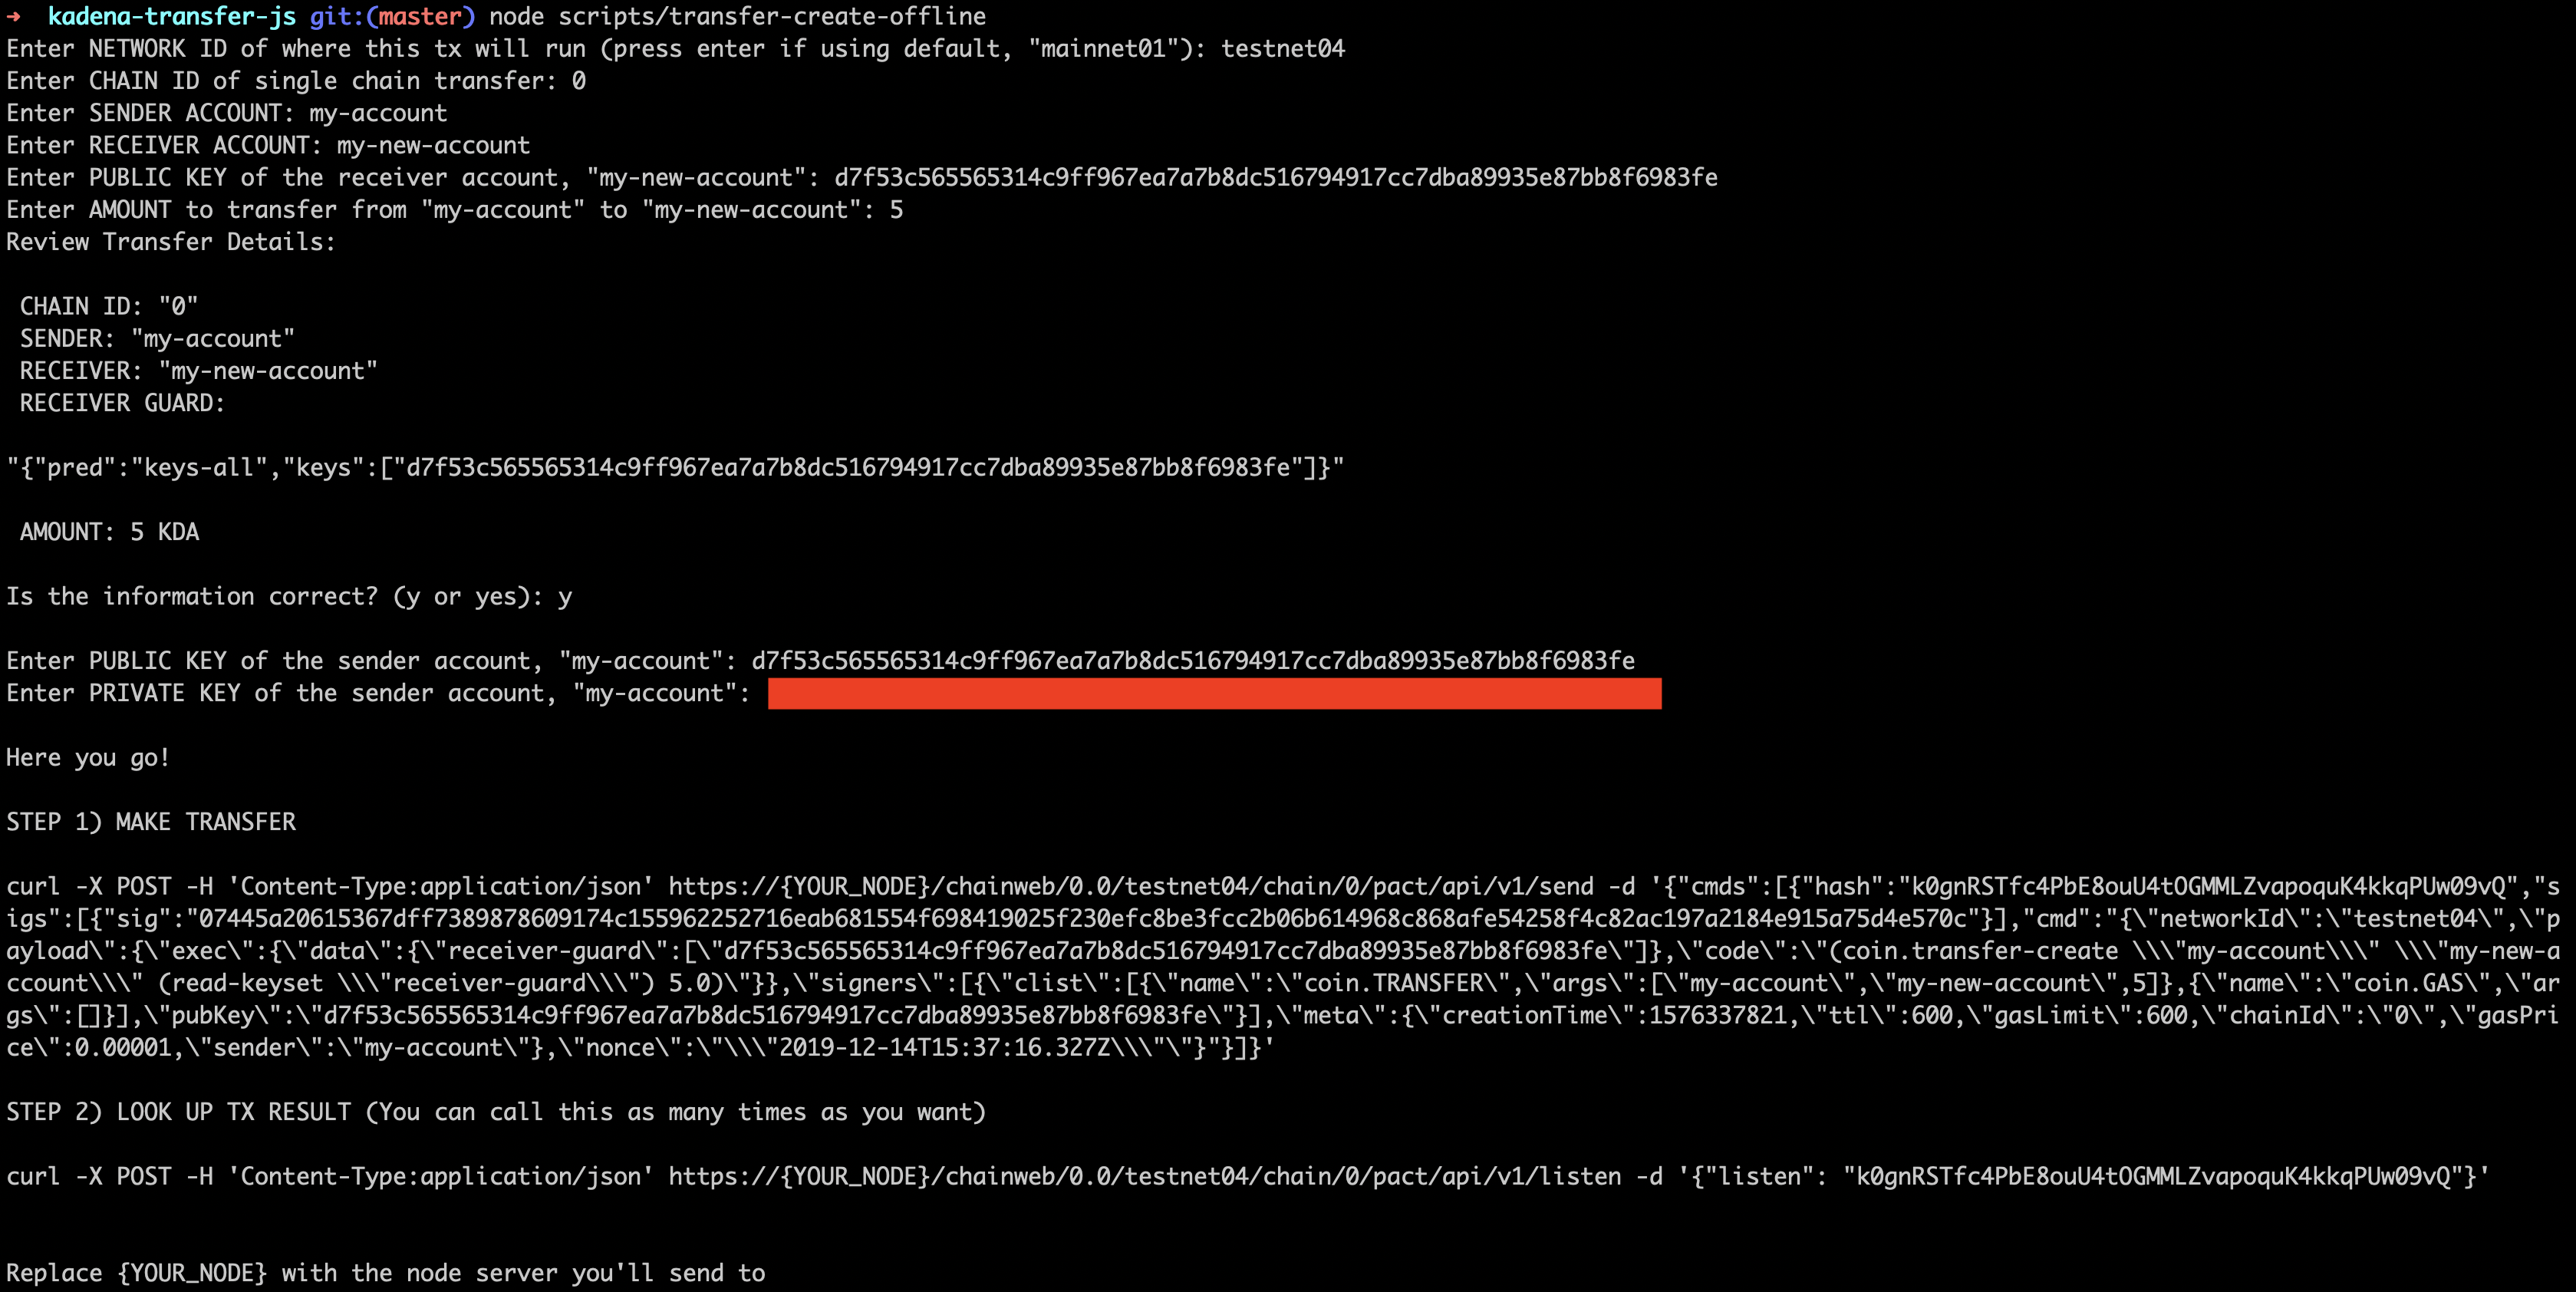 ➜  kadena-transfer-js git:(master) node scripts/transfer-create-offline
Enter NETWORK ID of where this tx will run (press enter if using default, "mainnet01"): testnet04
Enter CHAIN ID of single chain transfer: 0
Enter SENDER ACCOUNT: my-account
Enter RECEIVER ACCOUNT: my-new-account
Enter PUBLIC KEY of the receiver account, "my-new-account": d7f53c565565314c9ff967ea7a7b8dc516794917cc7dba89935e87bb8f6983fe
Enter AMOUNT to transfer from "my-account" to "my-new-account": 5
Review Transfer Details:
CHAIN ID: "0"
SENDER: "my-account"
RECEIVER: "my-new-account"
RECEIVER GUARD:
"{"pred":"keys-all","keys":["d7f53c565565314c9ff967ea7a7b8dc516794917cc7dba89935e87bb8f6983fe"]}"
AMOUNT: 5 KDA
Is the information correct? (y or yes): y
Enter PUBLIC KEY of the sender account, "my-account": d7f53c565565314c9ff967ea7a7b8dc516794917cc7dba89935e87bb8f6983fe
Enter PRIVATE KEY of the sender account, "my-account":
Here you go!
STEP 1) MAKE TRANSFER
curl -X POST -H 'Content-Type:application/json' https://{YOUR_NODE}/chainweb/0.0/testnet04/chain/0/pact/api/v1/send -d '{"cmds":[{"hash":"k0gnRSTfc4PbE8ouU4tOGMMLZvapoquK4kkqPUw09vQ","s
igs":[{"sig":"07445a20615367dff7389878609174c155962252716eab681554f698419025f230efc8be3fcc2b06b614968c868afe54258f4c82ac197a2184e915a75d4e570c"}],"cmd":"{\"networkId\":\"testnet04\",\"p
ayload\":{\"exec\":{\"data\":{\"receiver-guard\":[\"d7f53c565565314c9ff967ea7a7b8dc516794917cc7dba89935e87bb8f6983fe\"]},\"code\":\"(coin.transfer-create \\\"my-account\\\" \\\"my-new-a
ccount\\\" (read-keyset \\\"receiver-guard\\\") 5.0)\"}},\"signers\":[{\"clist\":[{\"name\":\"coin.TRANSFER\",\"args\":[\"my-account\",\"my-new-account\",5]},{\"name\":\"coin.GAS\",\"ar
gs\":[]}],\"pubKey\":\"d7f53c565565314c9ff967ea7a7b8dc516794917cc7dba89935e87bb8f6983fe\"}],\"meta\":{\"creationTime\":1576337821,\"ttl\":600,\"gasLimit\":600,\"chainId\":\"0\",\"gasPri
ce\":0.00001,\"sender\":\"my-account\"},\"nonce\":\"\\\"2019-12-14T15:37:16.327Z\\\"\"}"}]}'
STEP 2) LOOK UP TX RESULT (You can call this as many times as you want)
curl -X POST -H 'Content-Type:application/json' https://{YOUR_NODE}/chainweb/0.0/testnet04/chain/0/pact/api/v1/listen -d '{"listen": "k0gnRSTfc4PbE8ouU4tOGMMLZvapoquK4kkqPUw09vQ"}'
Replace {YOUR_NODE} with the node server you'll send to